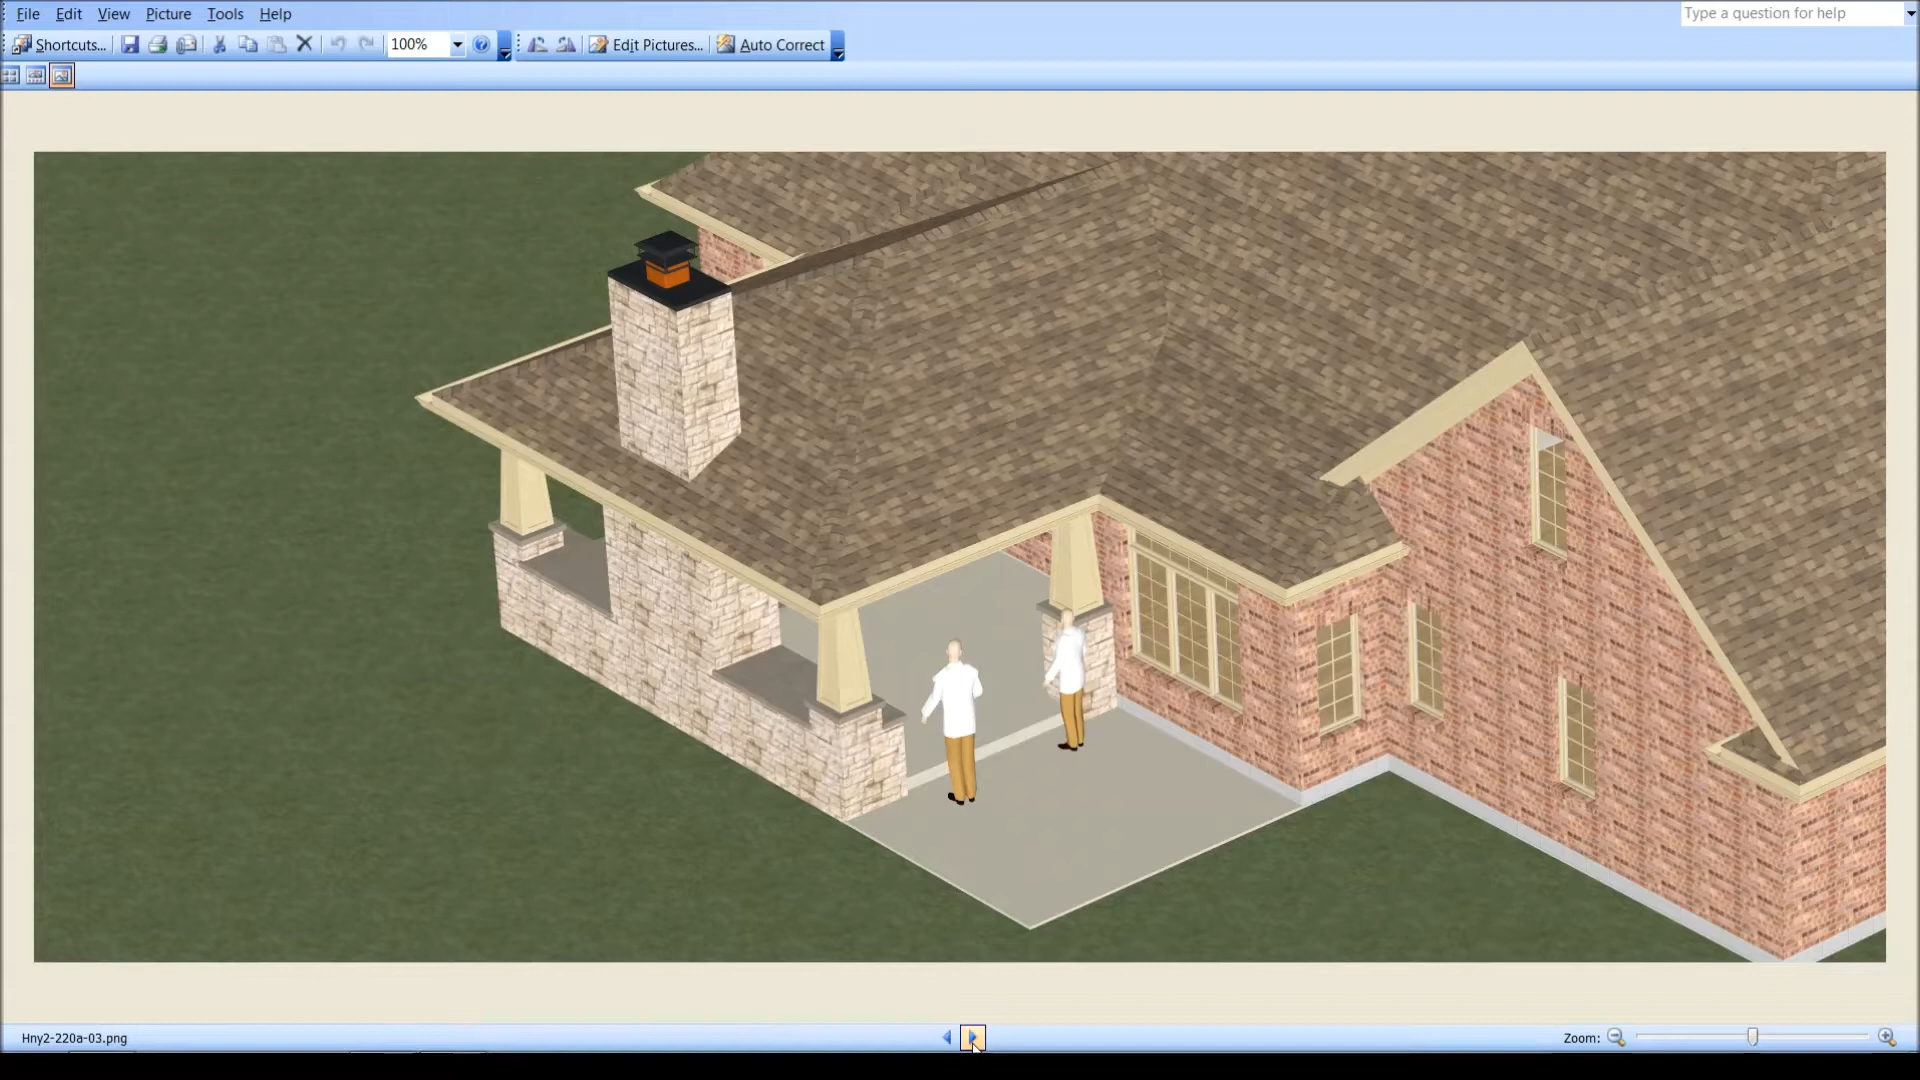 File Edit View Picture Tools Help
Type a question for help
Shortcuts... 100% Edit Pictures... Auto Correct
Hny2-220a-03.png
Zoom: